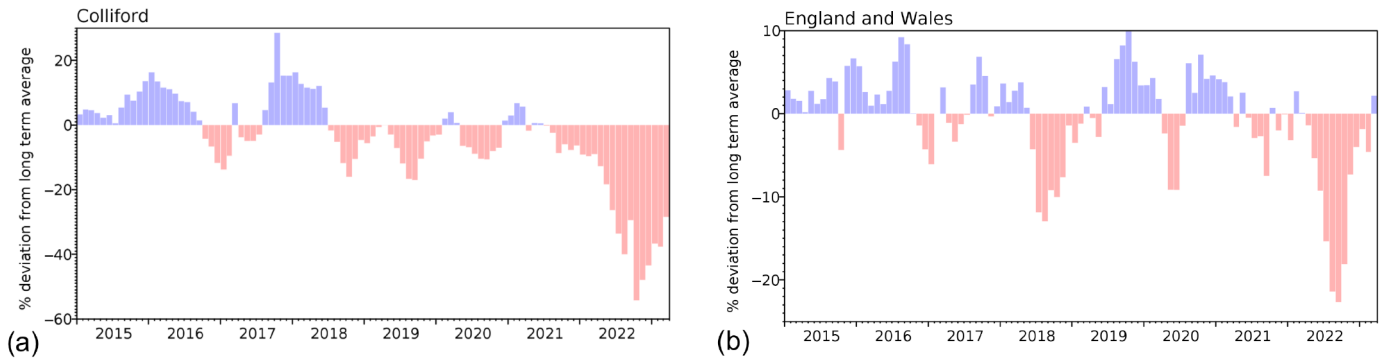 Colliford
% deviation from long term average
20
0
−20
−40
−60
2015 2016 2017 2018 2019 2020 2021 2022
(a)
England and Wales
% deviation from long term average
10
0
−10
−20
2015 2016 2017 2018 2019 2020 2021 2022
(b)